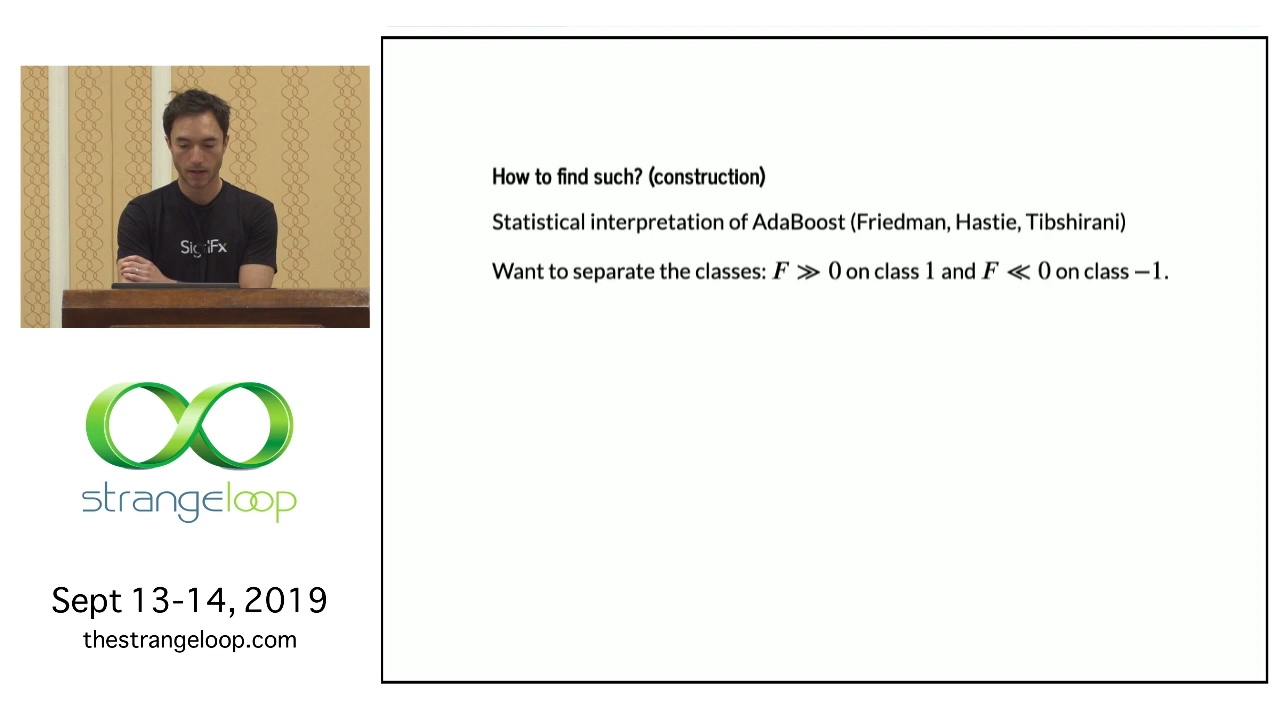 SignalFx
strangeloop
Sept 13-14, 2019
thestrangeloop.com
How to find such? (construction)
Statistical interpretation of AdaBoost (Friedman, Hastie, Tibshirani)
Want to separate the classes: F ≫ 0 on class 1 and F ≪ 0 on class −1.